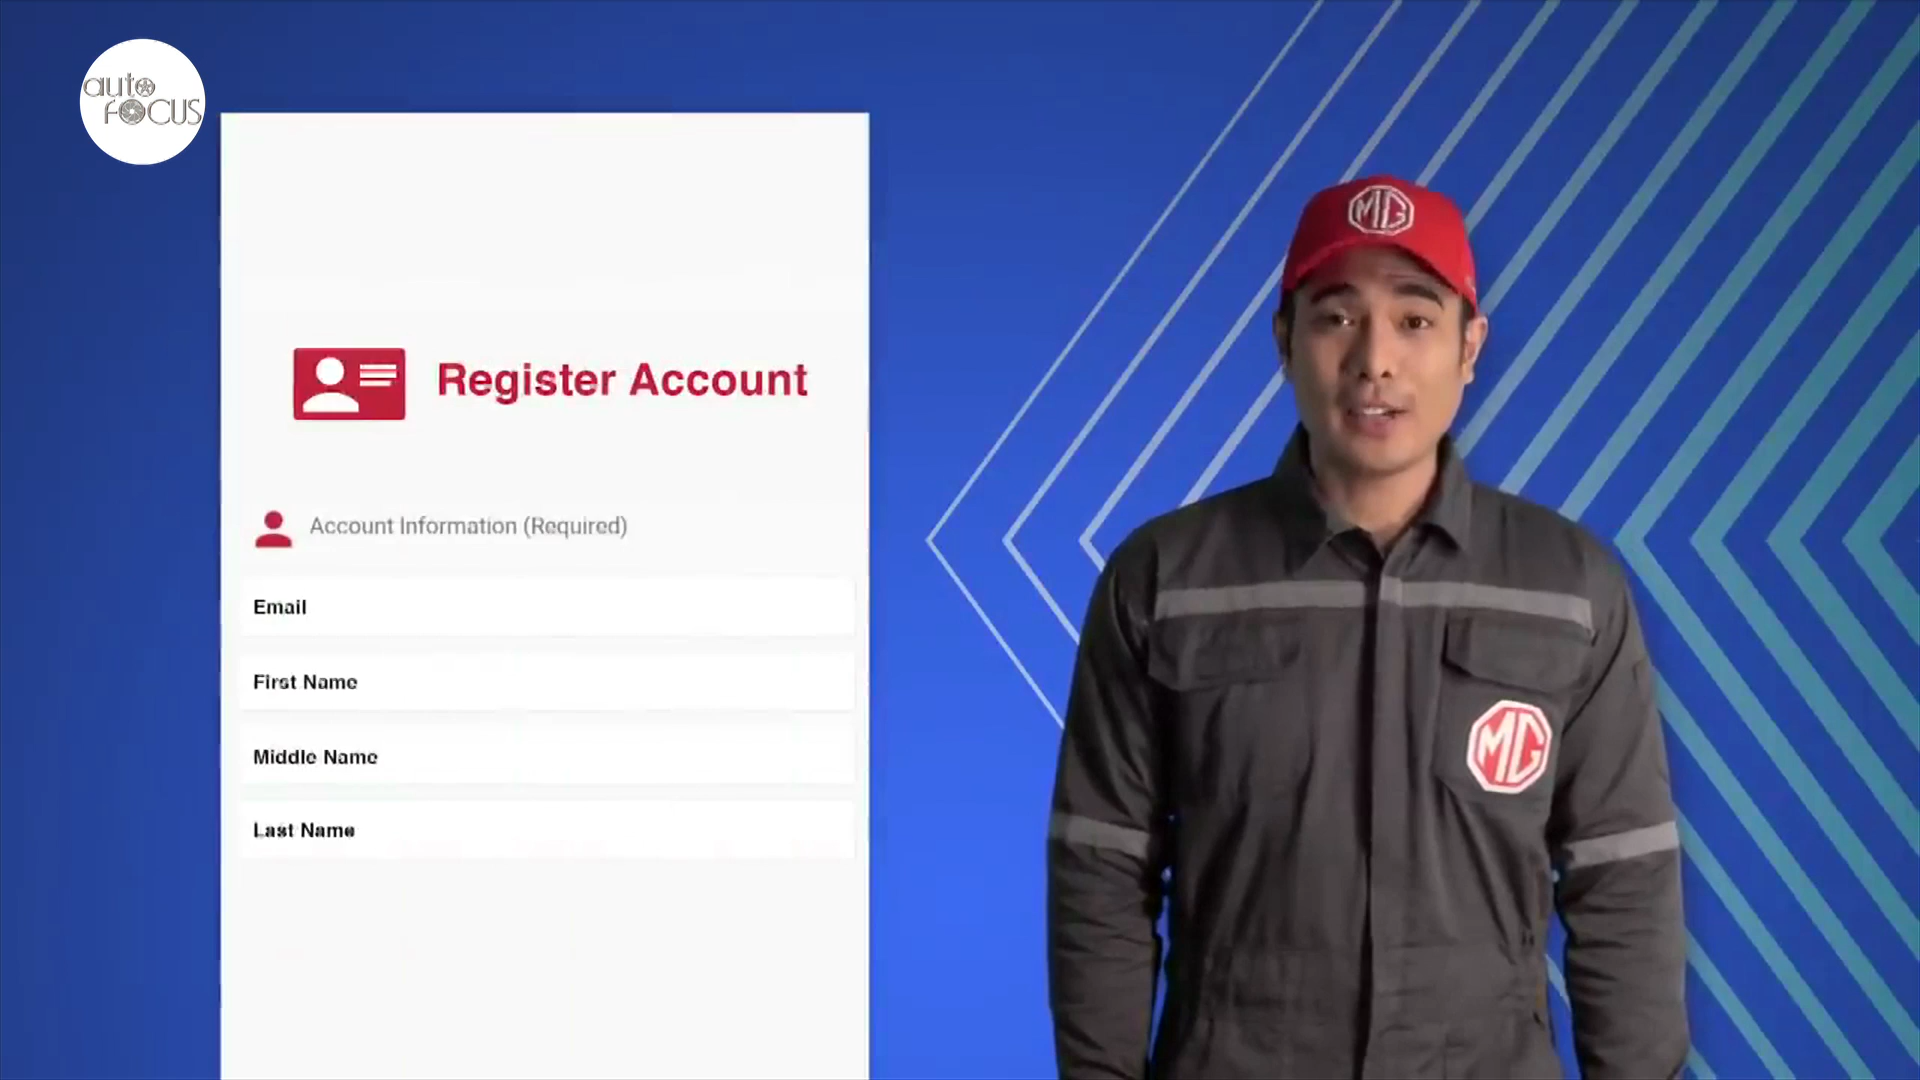 auto
FOCUS
MG
Register Account
Account Information (Required)
Email
First Name
Middle Name
Last Name
MG